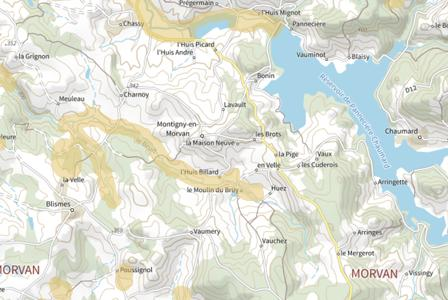 Prégermain
l'Huis Mignot
Chassy
Pannecière
l'Huis Picard
l'Huis André
Vauminot
Blaisy
la Grignon
Bonin
Réservoir de Pannecière-Chaumard
D12
Charnoy
Meuleau
Lavault
Montigny-en-
Morvan
les Brots
Chaumard
la Maison Neuve
la Pige
Vaux
en Velle
les Cuderois
l'Huis Billard
la Velle
Arringette
le Moulin du Bruy
Huez
Blismes
Vaumery
Arringes
Vauchez
le Mergerot
MORVAN
Poussignol
MORVAN
Vissingy